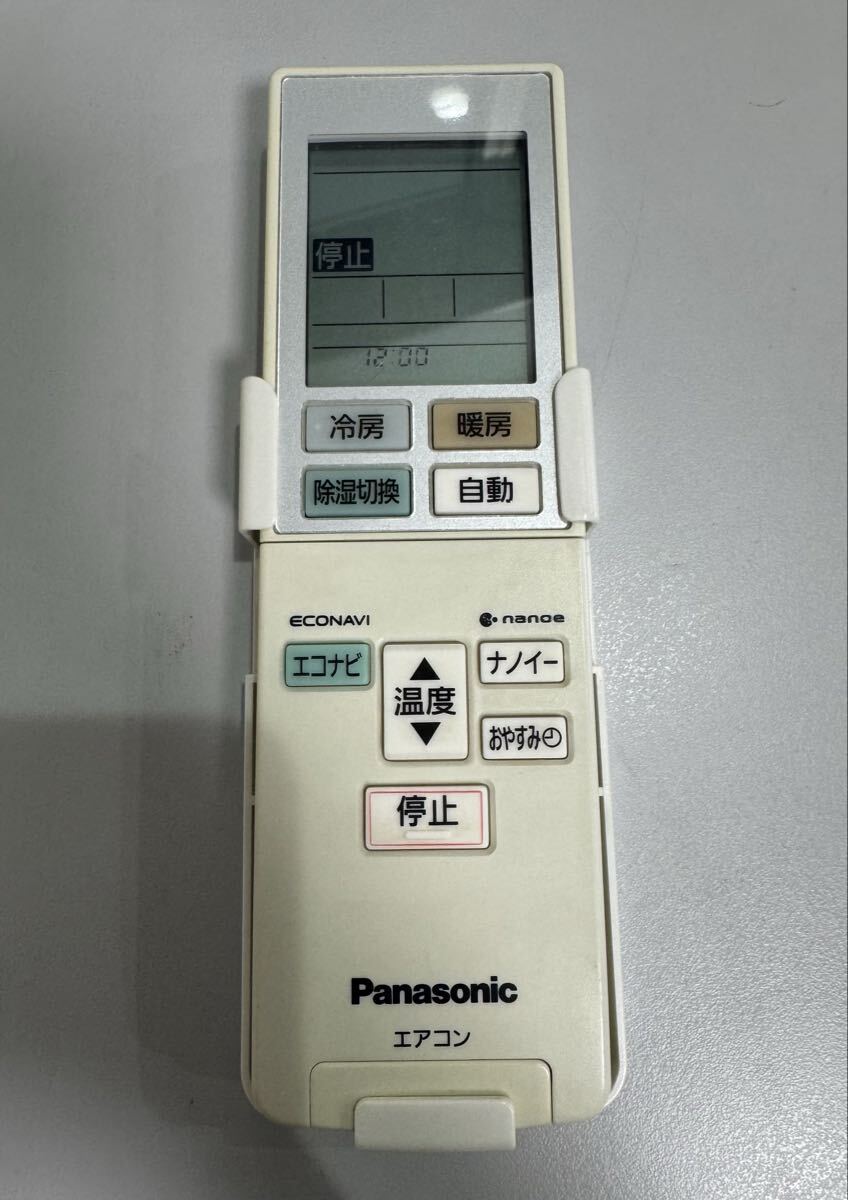 停止
12:00
冷房 暖房
除湿切換 自動
ECONAVI nanoe
エコナビ 温度 ナノイー
おやすみ
停止
Panasonic
エアコン